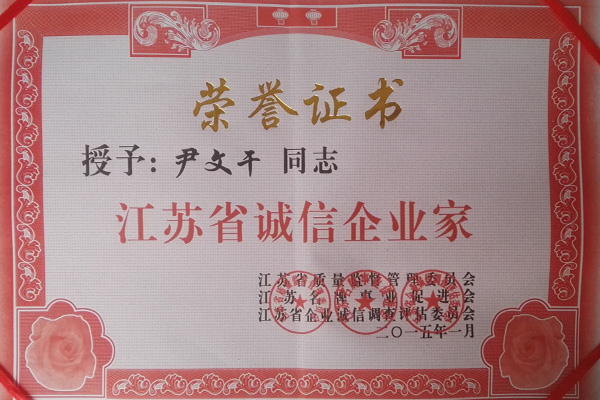 荣誉证书
授予：尹文干 同志
江苏省诚信企业家
江苏省质量监督管理委员会
江苏名牌事业促进会
江苏省企业诚信调查评估委员会
二〇一五年一月